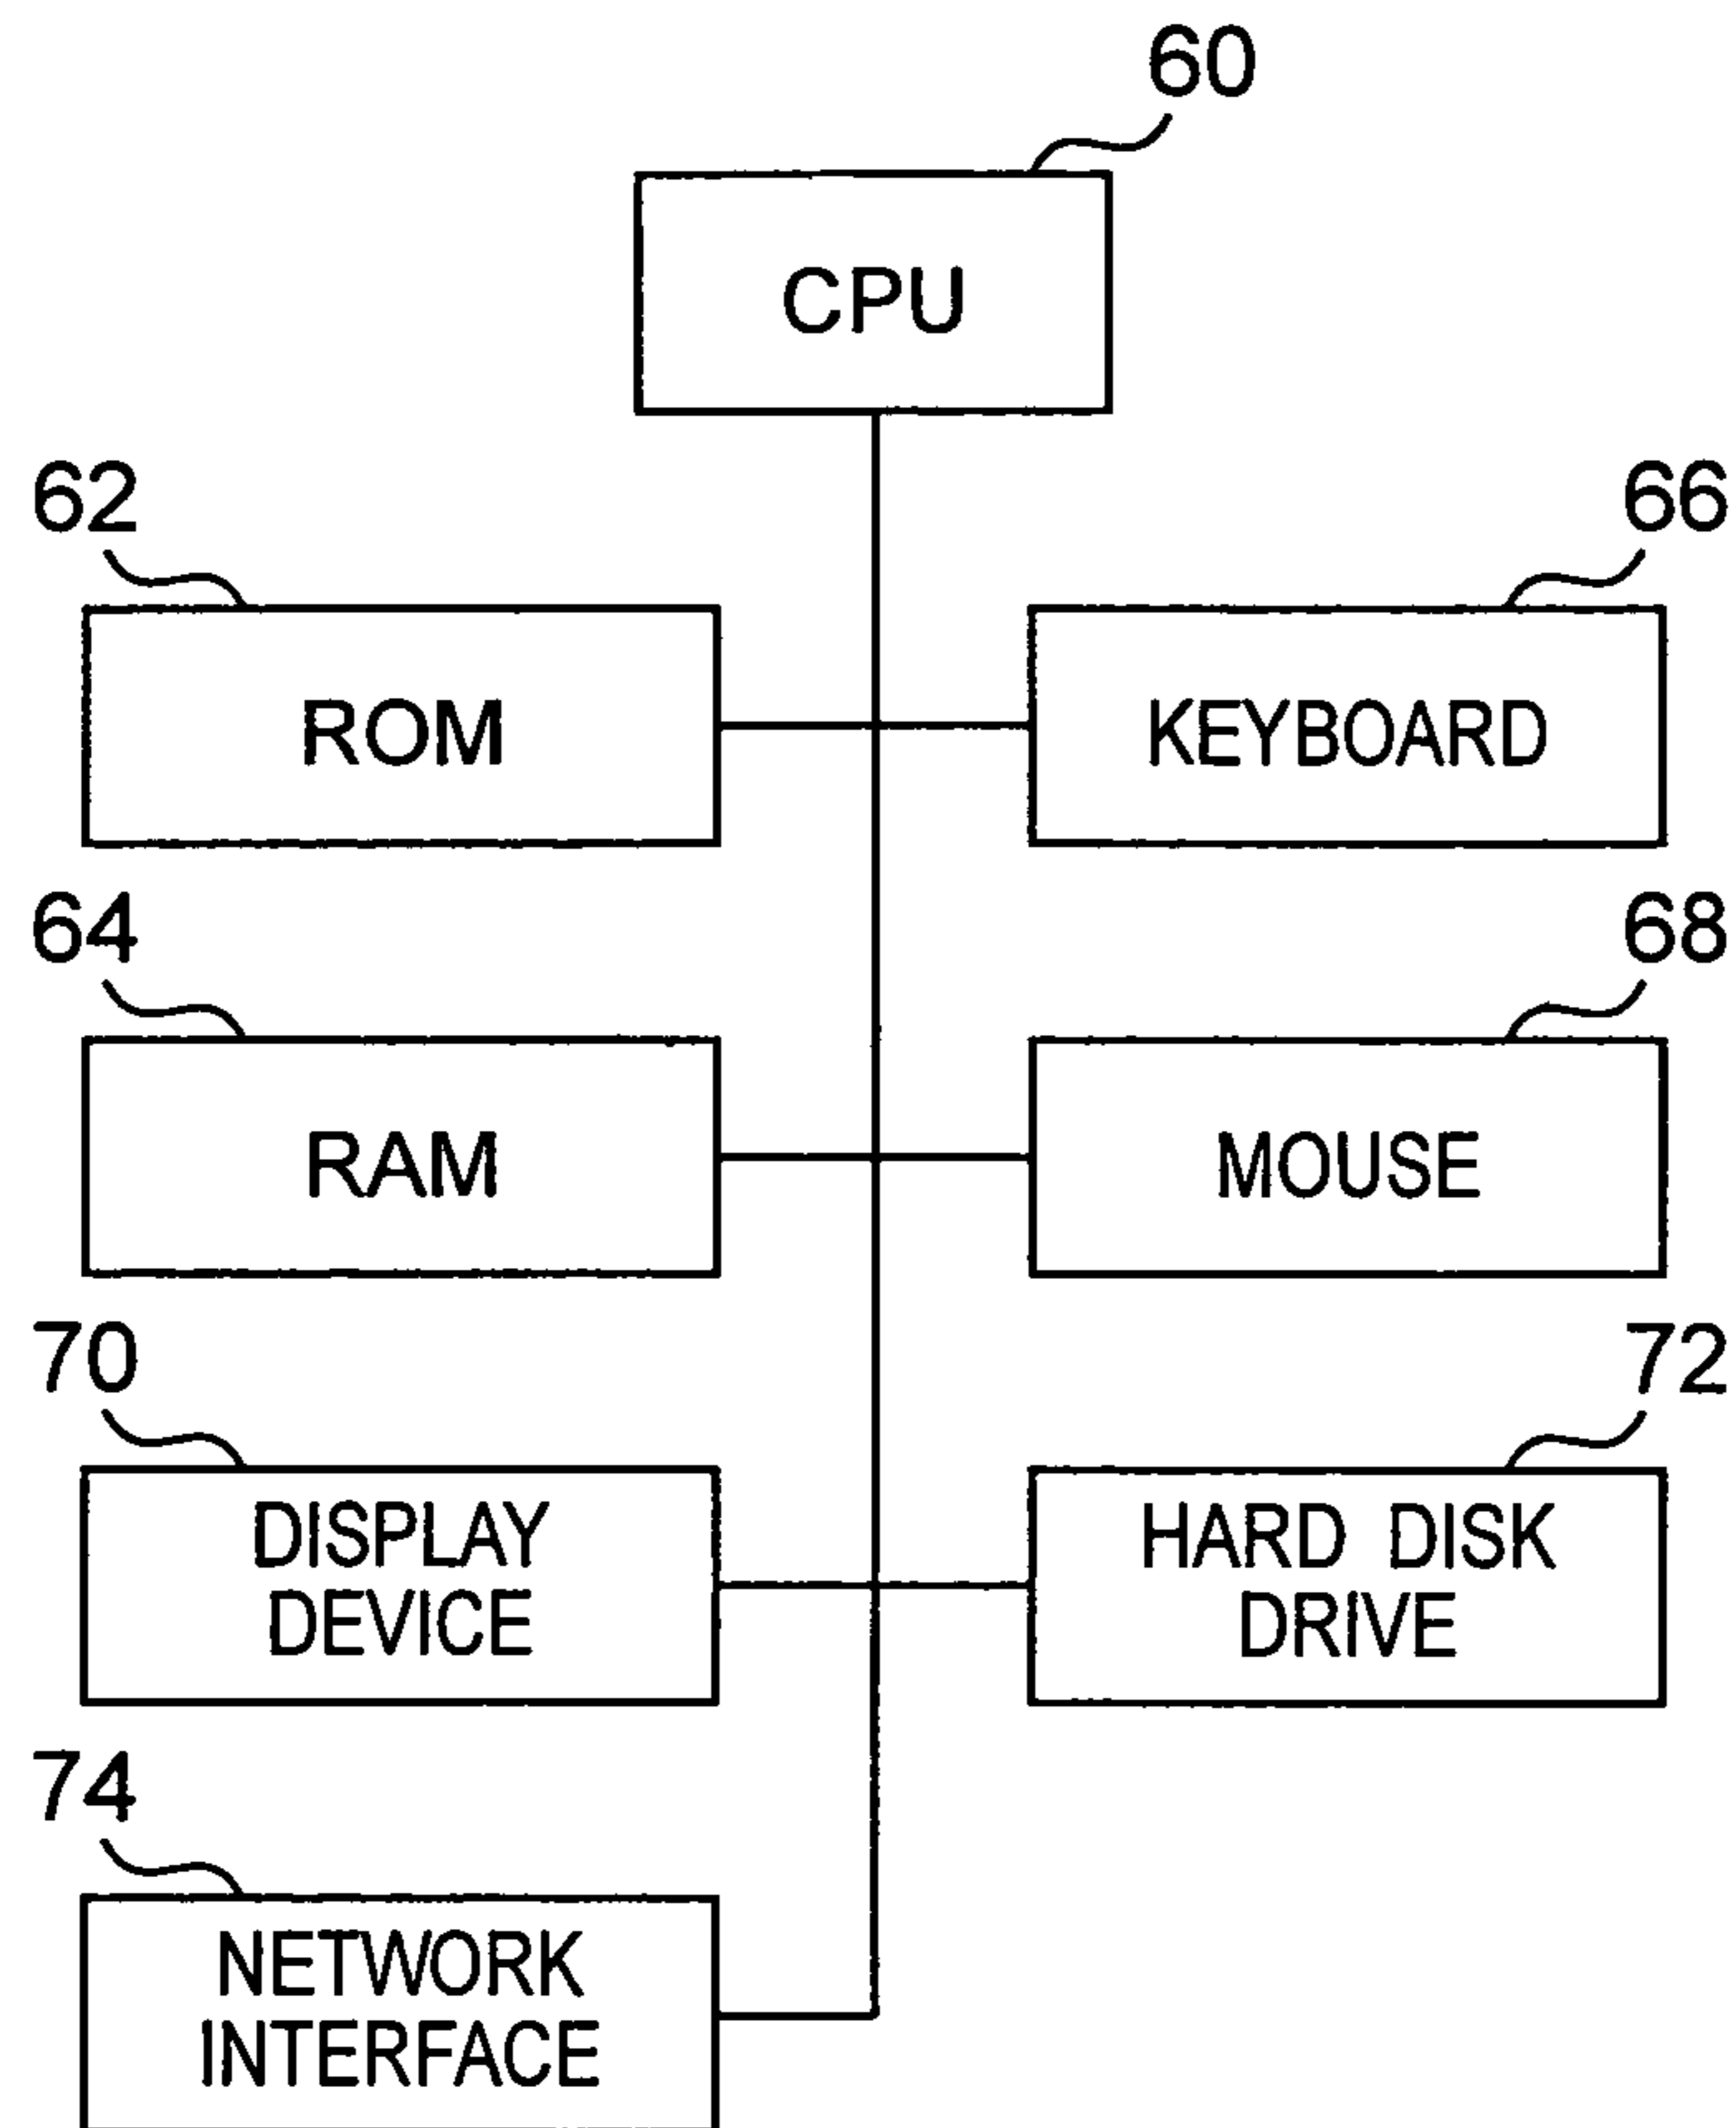 60
CPU
62
66
ROM
KEYBOARD
64
68
RAM
MOUSE
70
72
DISPLAY
DEVICE
HARD DISK
DRIVE
74
NETWORK
INTERFACE